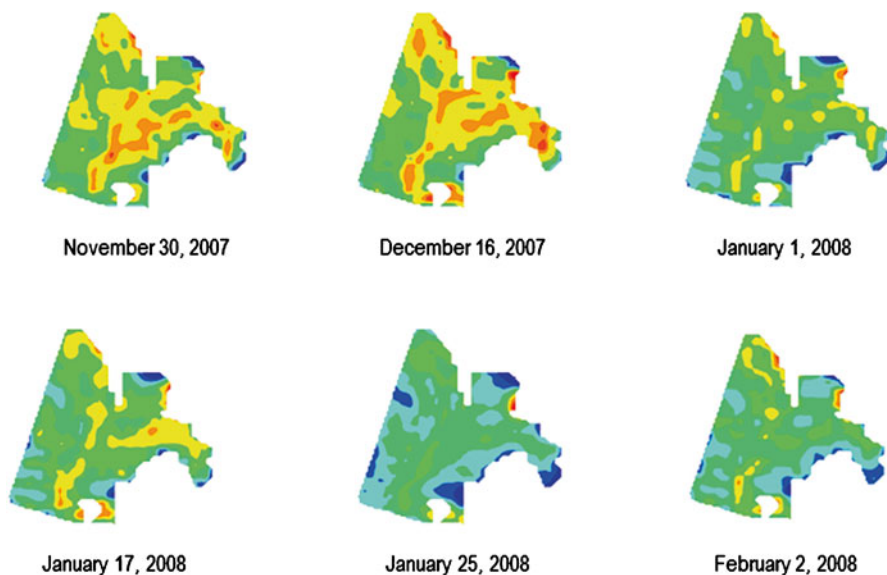 November 30, 2007
December 16, 2007
January 1, 2008
January 17, 2008
January 25, 2008
February 2, 2008